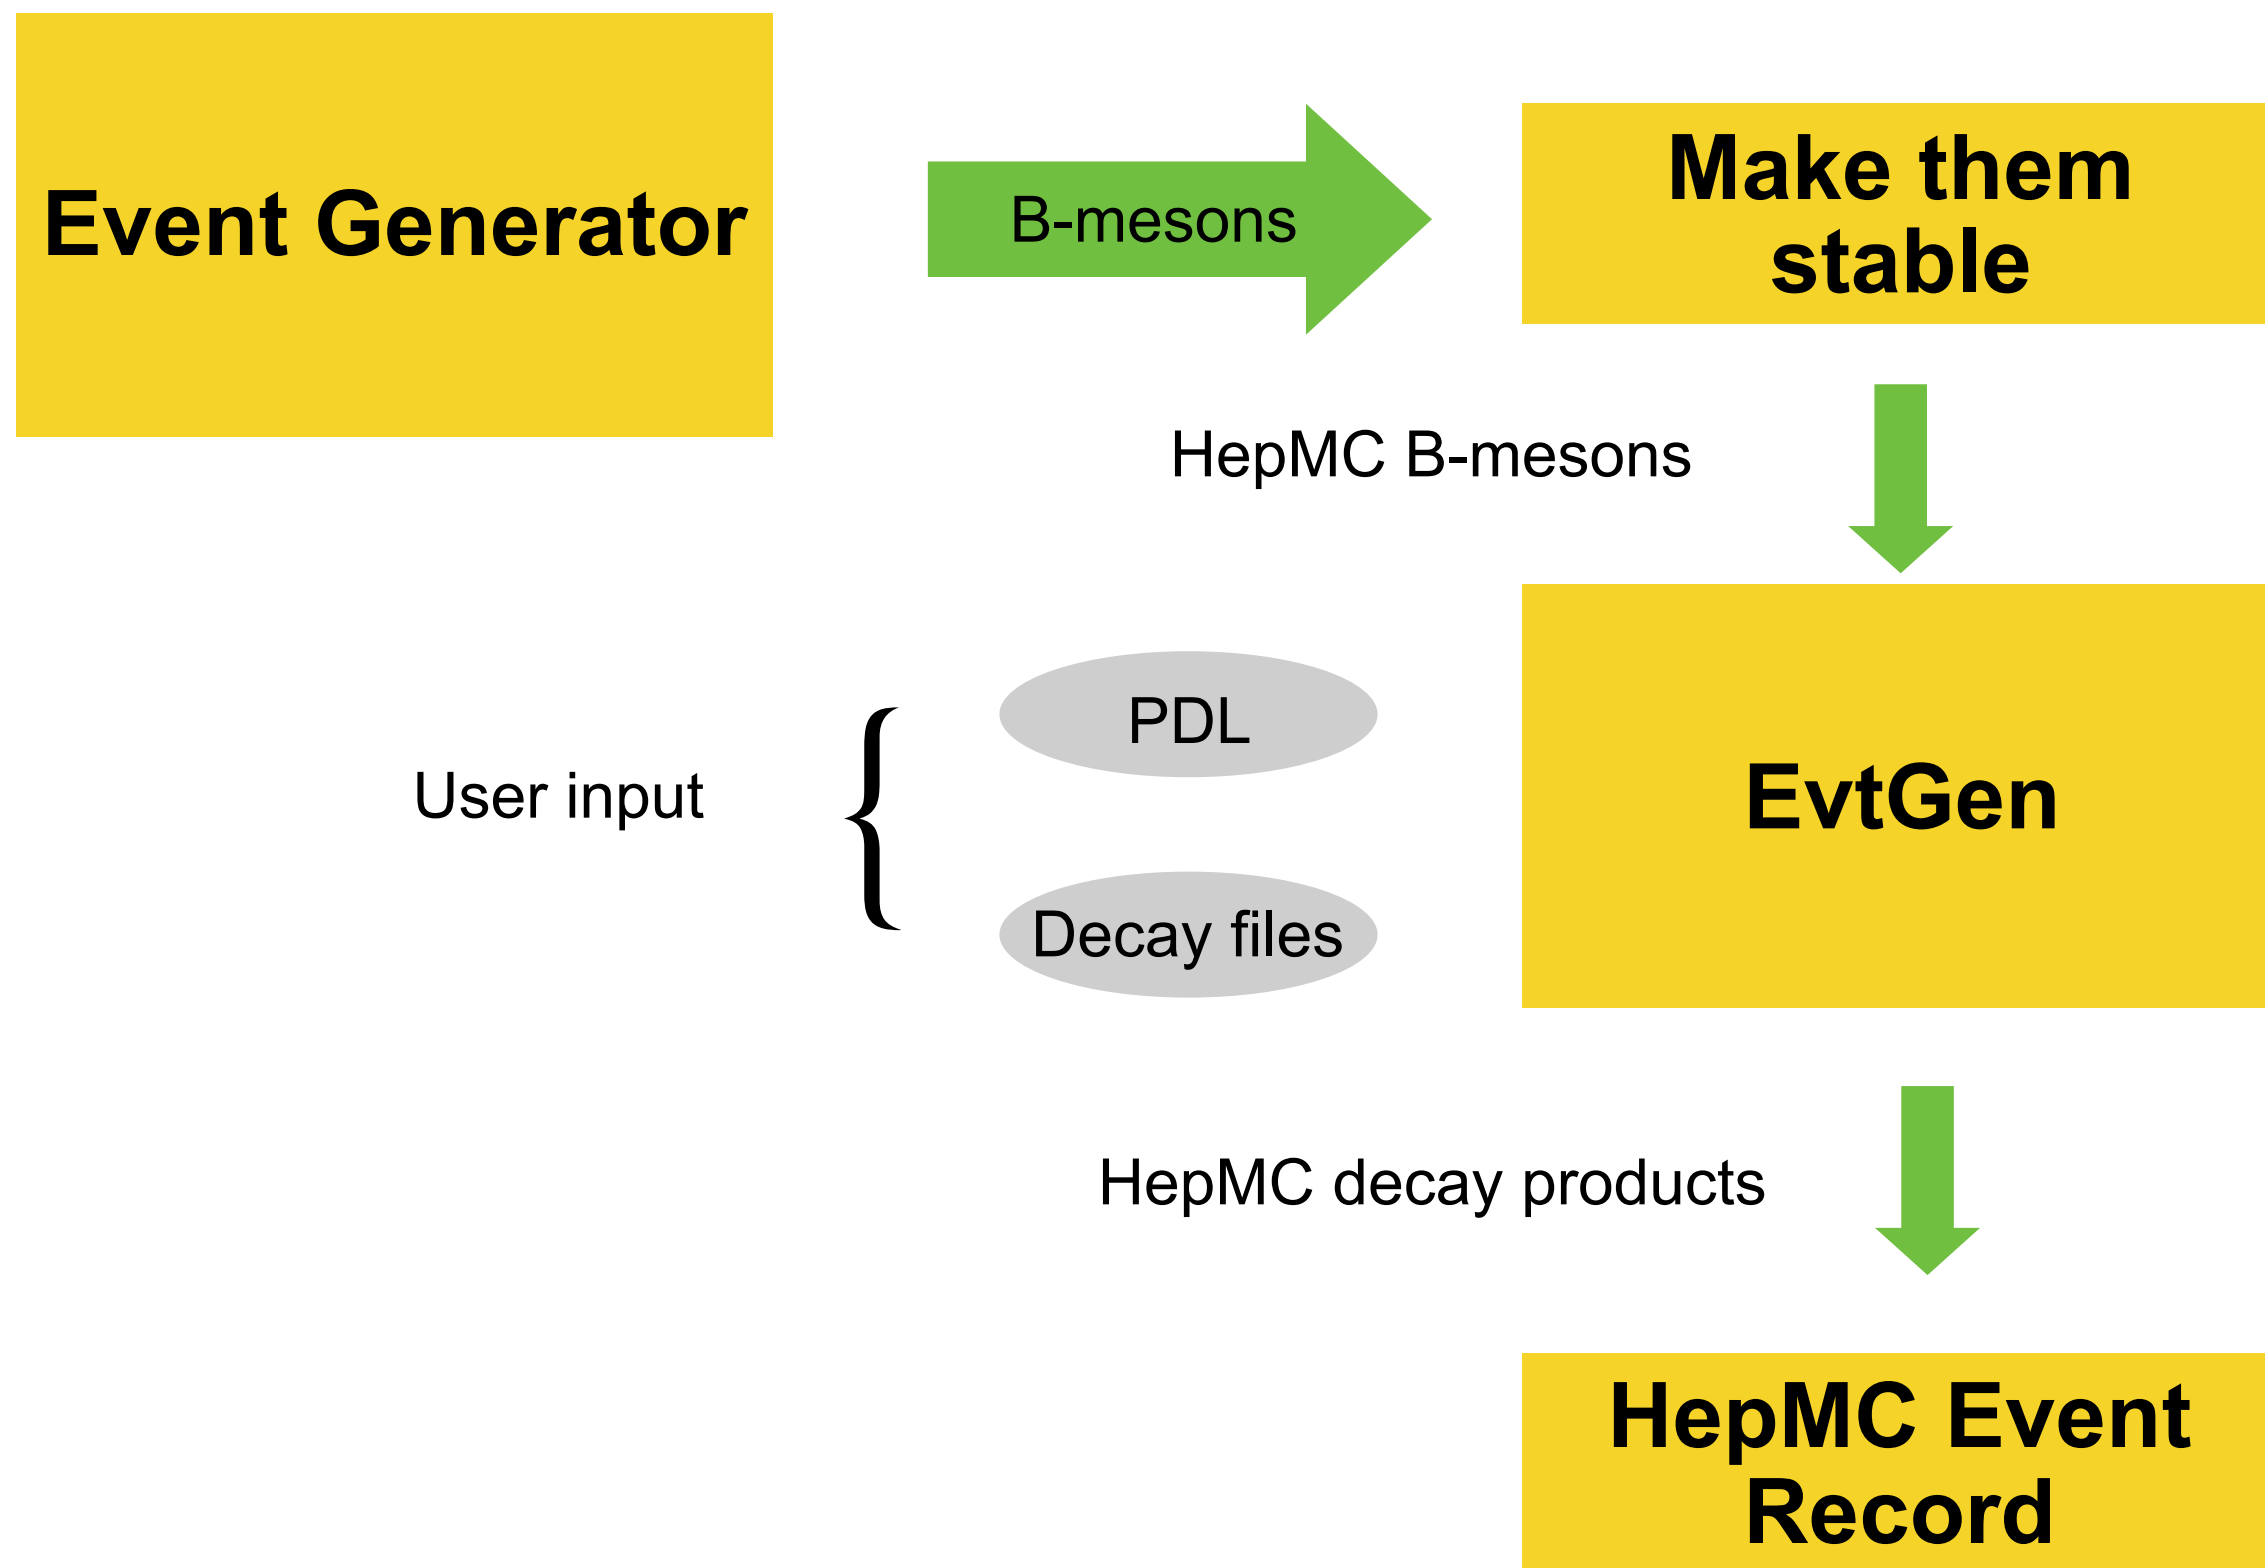 Event Generator
B-mesons
Make them
stable
HepMC B-mesons
User input
PDL
Decay files
EvtGen
HepMC decay products
HepMC Event
Record